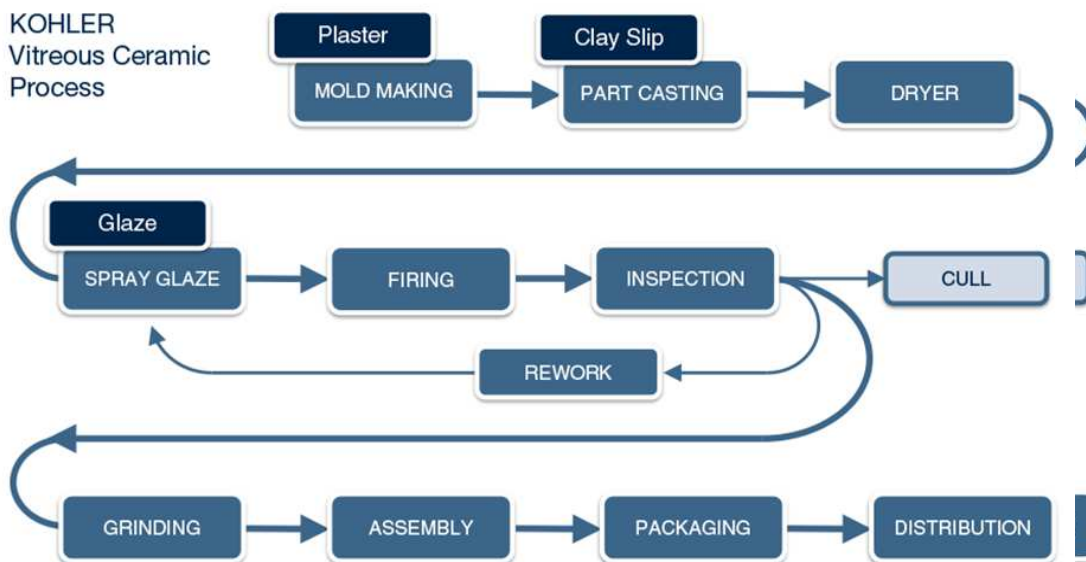 KOHLER
Vitreous Ceramic
Process
Plaster
MOLD MAKING
Clay Slip
PART CASTING
DRYER
Glaze
SPRAY GLAZE
FIRING
INSPECTION
CULL
REWORK
GRINDING
ASSEMBLY
PACKAGING
DISTRIBUTION